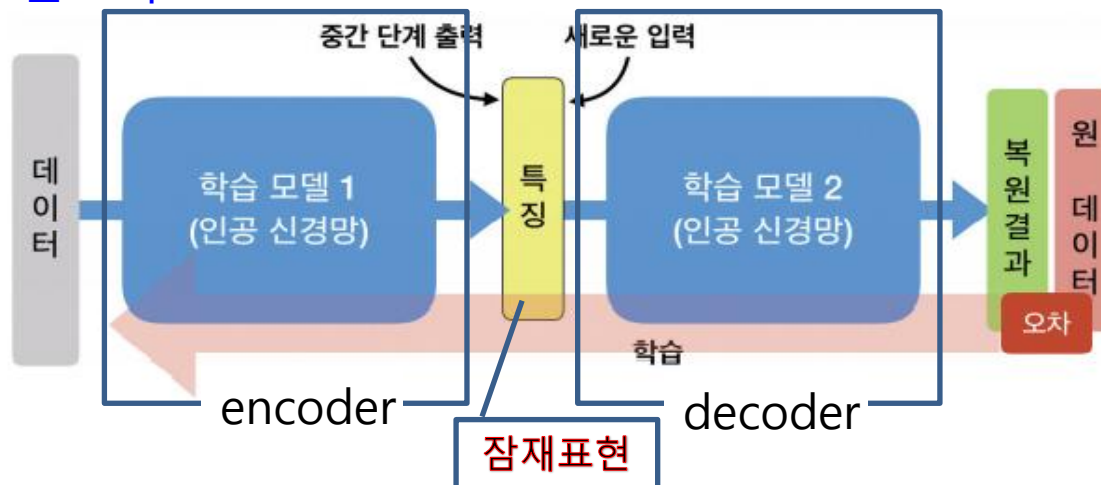 중간 단계 출력
새로운 입력
데이터
학습 모델 1
(인공 신경망)
특징
학습 모델 2
(인공 신경망)
복원결과
원 데이터
오차
학습
encoder
decoder
잠재표현